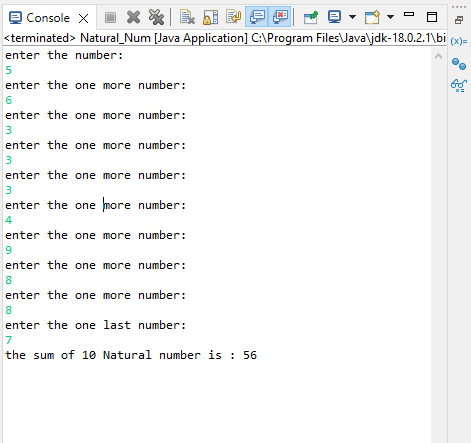 Console
<terminated> Natural_Num [Java Application] C:\Program Files\Java\jdk-18.0.2.1\bi
enter the number:
5
enter the one more number:
6
enter the one more number:
3
enter the one more number:
3
enter the one more number:
3
enter the one more number:
4
enter the one more number:
9
enter the one more number:
8
enter the one more number:
8
enter the one last number:
7
the sum of 10 Natural number is : 56